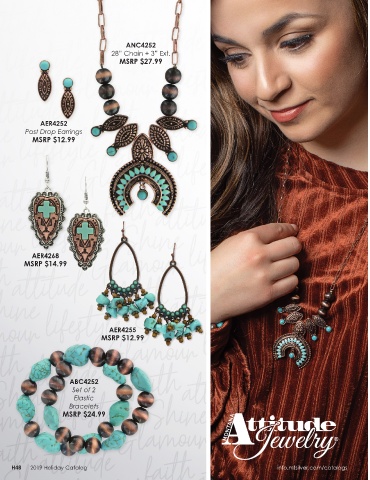 ANC4252
28" Chain + 3" Ext.
MSRP $27.99
AER4252
Post Drop Earrings
MSRP $12.99
AER4268
MSRP $14.99
AER4255
MSRP $12.99
ABC4252
Set of 2
Elastic
Bracelets
MSRP $24.99
H48 | 2019 Holiday Catalog
MONTANA
Attitude
Jewelry®
info.mtsilver.com/catalogs